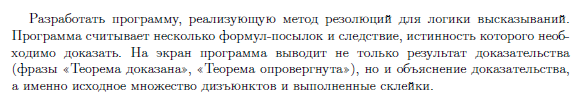 Разработать программу, реализующую метод резолюций для логики высказываний.
Программа считывает несколько формул-посылок и следствие, истинность которого необ-
ходимо доказать. На экран программа выводит не только результат доказательства
(фразы «Теорема доказана», «Теорема опровергнута»), но и объяснение доказательства,
а именно исходное множество дизъюнктов и выполненные склейки.